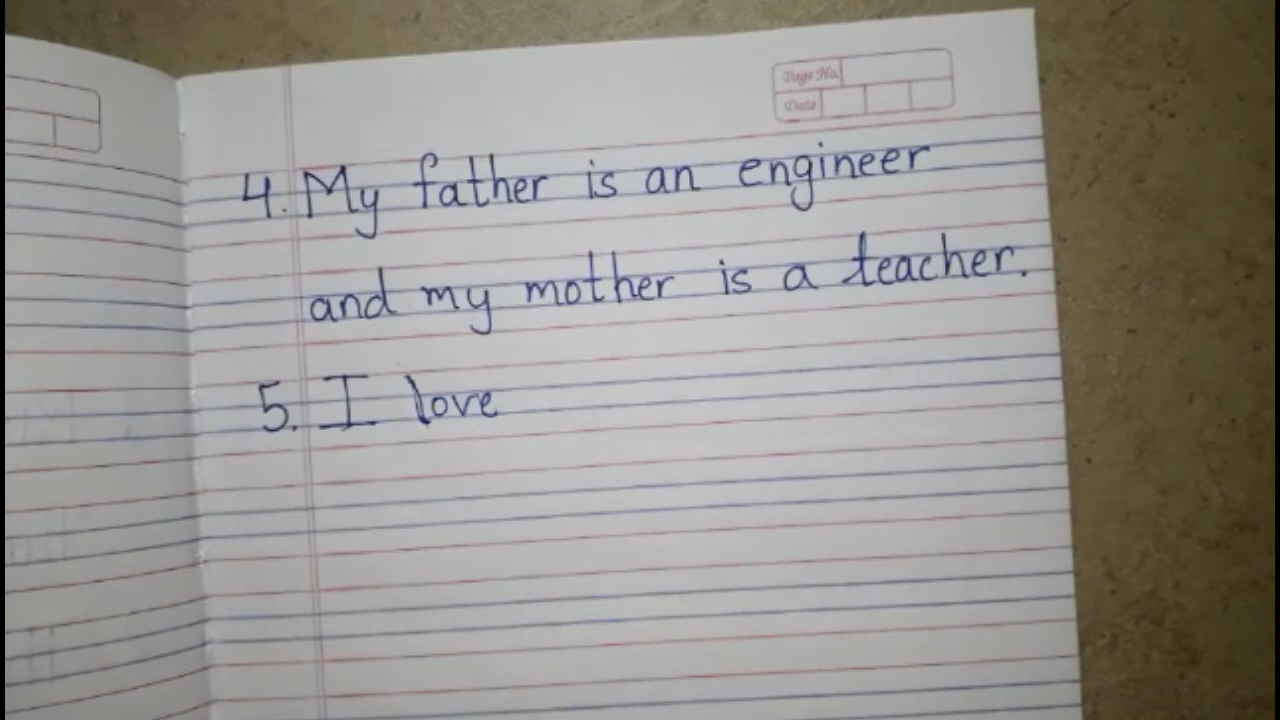 Page No.
Date
4. My father is an engineer
and my mother is a teacher.
5. I love